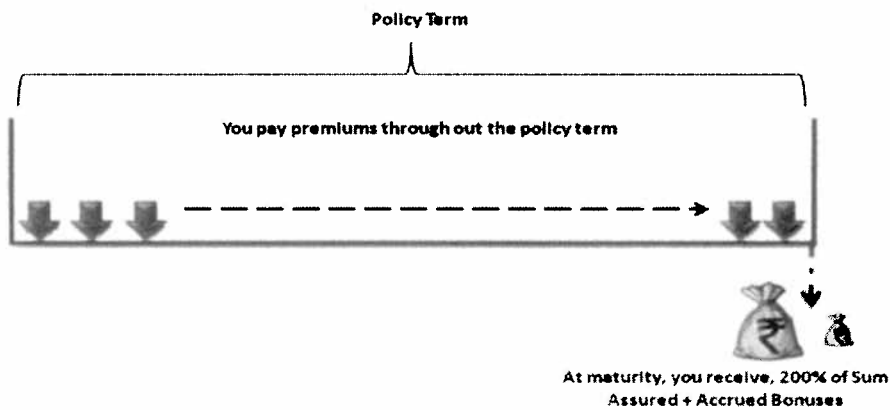 Policy Term
You pay premiums through out the policy term
At maturity, you receive, 200% of Sum
Assured + Accrued Bonuses